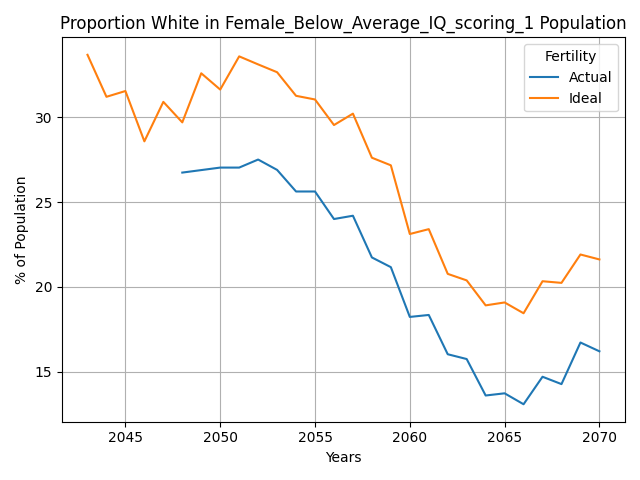 Proportion White in Female_Below_Average_IQ_scoring_1 Population
Fertility
Actual
Ideal
% of Population
30
25
20
15
2045 2050 2055 2060 2065 2070
Years